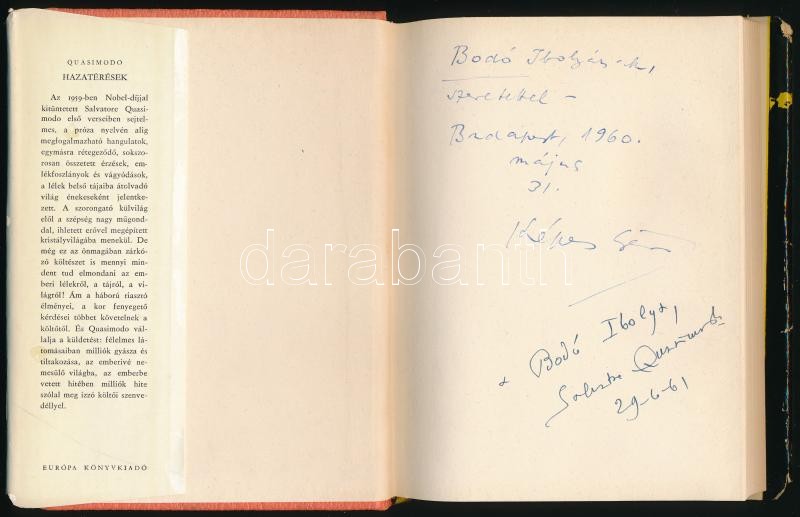 QUASIMODO
HAZATÉRÉSEK
Az 1959-ben Nobel-díjjal
kitüntetett Salvatore Quasi-
modo első verseiben sejtel-
mes, a próza nyelvén alig
megfogalmazható hangulatok,
egymásra rétegeződő, sokszo-
rosan összetett érzések, em-
lékfoszlányok és vágyódások,
a lélek belső tájaiba átolvadó
világ énekeseként jelentke-
zett. A szorongató külvilág
elől a szépség nagy műgond-
dal, ihletett erővel megépített
kristályvilágába menekül. De
még ez az önmagában zárkó-
zó költészet is mennyi min-
dent tud elmondani az em-
beri lélekről, a tájról, a vi-
lágról! Ám a háború riasztó
élményei, a kor fenyegető
kérdései többet követelnek a
költőtől. És Quasimodo vál-
lalja a küldetést: félelmes lá-
tomásaiban milliók gyásza és
tiltakozása, az emberivé ne-
mesülő világba, az emberbe
vetett hitében milliók hite
szólal meg izzó költői szenve-
déllyel.
EURÓPA KÖNYVKIADÓ
Bodó Ibolyának,
szeretettel –
Budapest, 1960.
május
31.
Képes Géza
darabanth
a Bodó Ibolya,
Salvatore Quasimodo
29-6-61